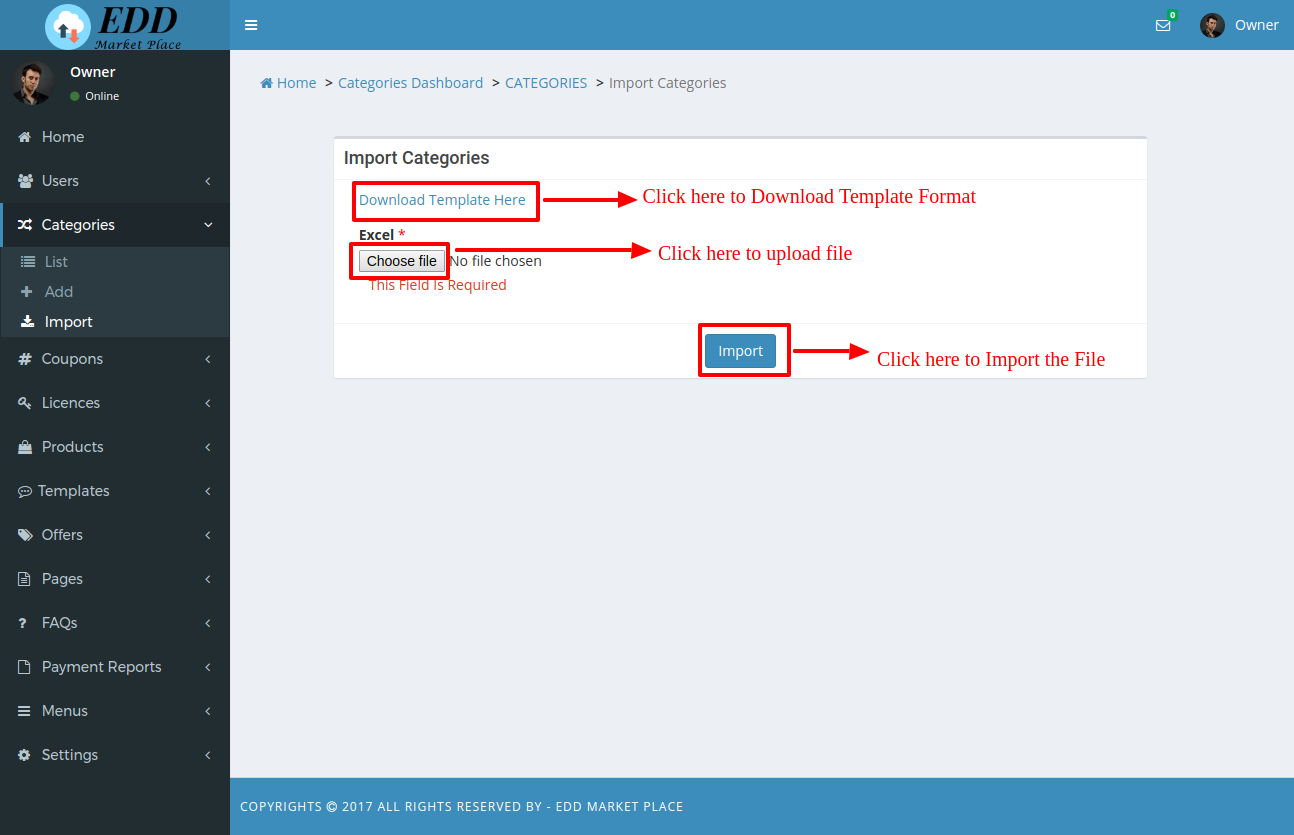 EDD
Market Place
0
Owner
Owner
Online
Home
Users
Categories
List
Add
Import
Coupons
Licences
Products
Templates
Offers
Pages
FAQs
Payment Reports
Menus
Settings
Home > Categories Dashboard > CATEGORIES > Import Categories
Import Categories
Download Template Here
Click here to Download Template Format
Excel *
Choose file No file chosen
Click here to upload file
This Field Is Required
Import
Click here to Import the File
COPYRIGHTS © 2017 ALL RIGHTS RESERVED BY - EDD MARKET PLACE